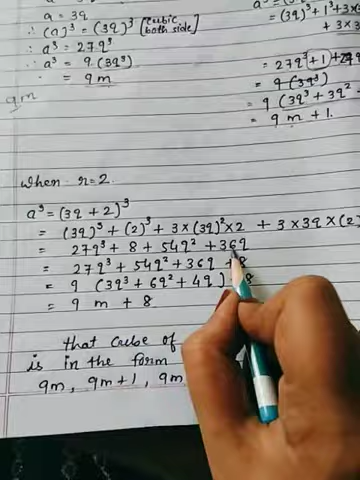 a = 3q
∴ (a)³ = (3q)³ [cubic both side]
∴ a³ = 27q³
∴ a³ = 9 (3q³)
= 9m
9m
= (3q)³ + 1³ + 3×
+ 3×3
= 27q³ + 1 +
= 9 (3q³)
= 9 (3q³ + 3q²
= 9 m + 1.
when r = 2.
a³ = (3q + 2)³
= (3q)³ + (2)³ + 3 × (3q)² × 2 + 3 × 3q × (2)
= 27q³ + 8 + 54q² + 36q
= 27q³ + 54q² + 36q + 8
= 9 (3q³ + 6q² + 4q) 8
= 9 m + 8
that cube of
is in the form
9m, 9m+1, 9m